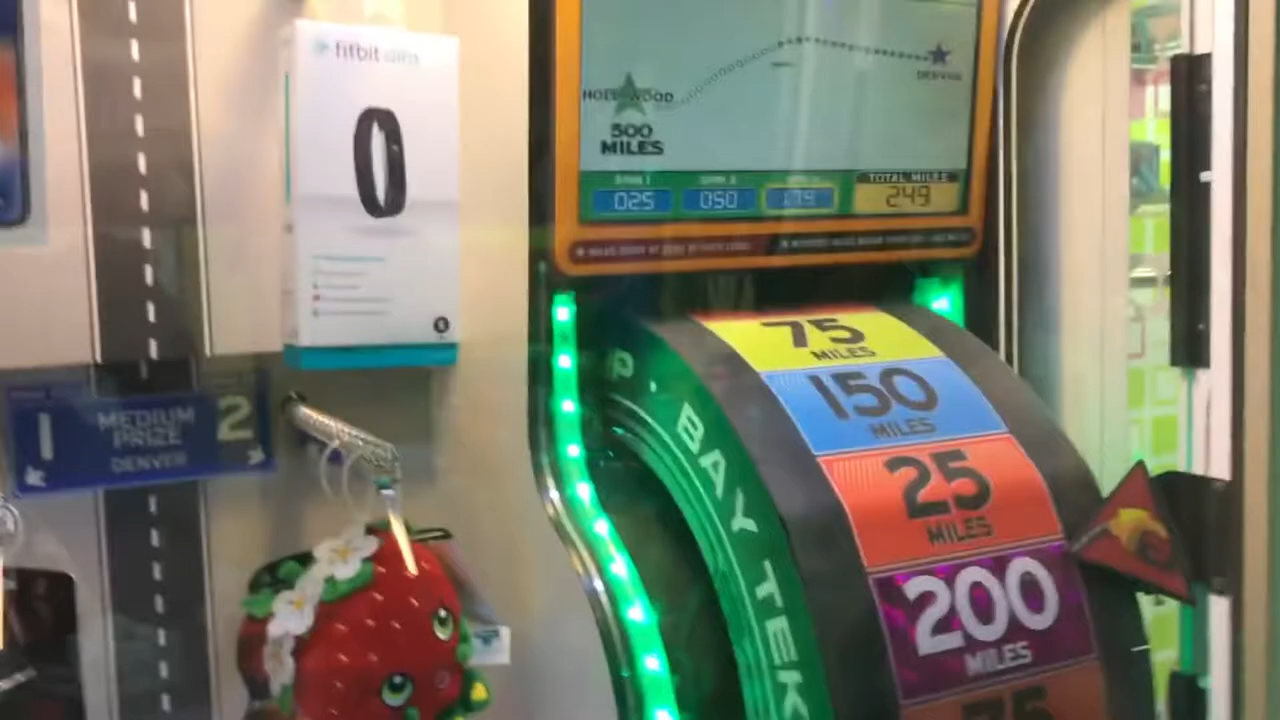 fitbit
HOLLYWOOD
500
MILES
DENVER
TOTAL MILES
025
050
249
1
MEDIUM
PRIZE
DENVER
2
75
MILES
150
MILES
25
MILES
200
MILES
75
BAY TEK